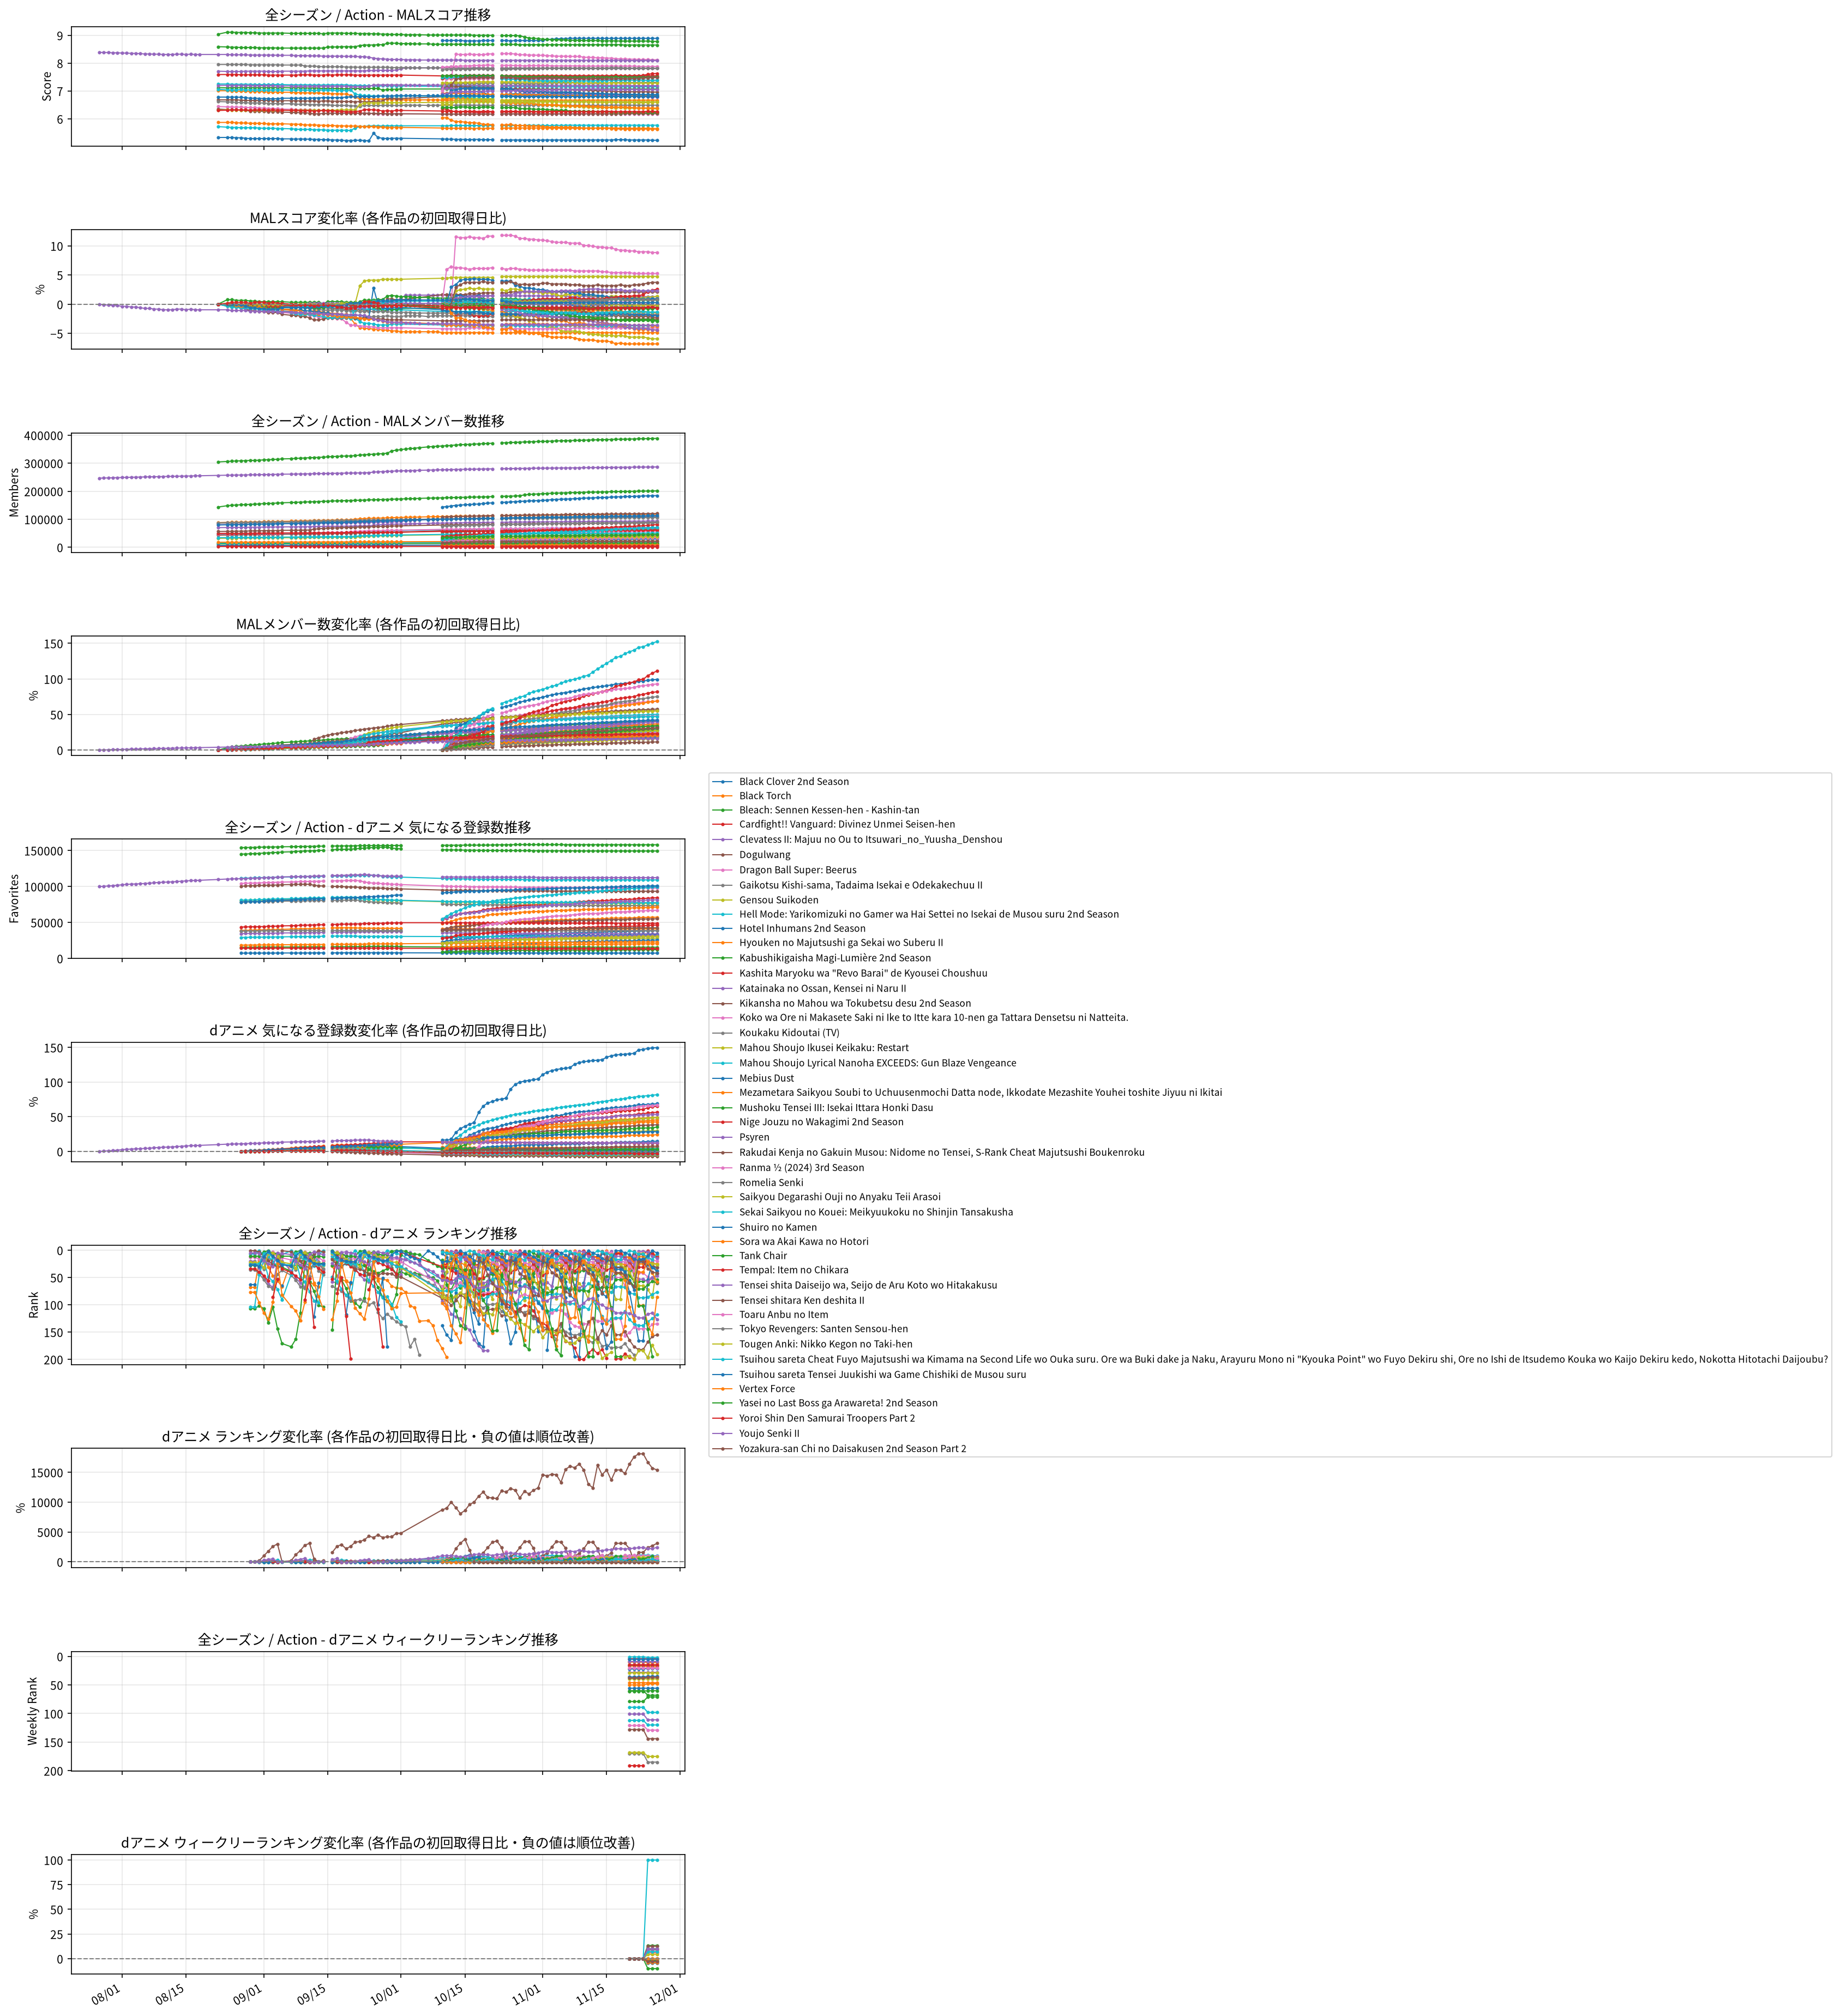 全シーズン / Action - MALスコア推移
Score
9
8
7
6
MALスコア変化率 (各作品の初回取得日比)
%
10
5
0
−5
全シーズン / Action - MALメンバー数推移
Members
400000
300000
200000
100000
0
MALメンバー数変化率 (各作品の初回取得日比)
%
150
100
50
0
全シーズン / Action - dアニメ 気になる登録数推移
Favorites
150000
100000
50000
0
dアニメ 気になる登録数変化率 (各作品の初回取得日比)
%
150
100
50
0
全シーズン / Action - dアニメ ランキング推移
Rank
0
50
100
150
200
dアニメ ランキング変化率 (各作品の初回取得日比・負の値は順位改善)
%
15000
10000
5000
0
全シーズン / Action - dアニメ ウィークリーランキング推移
Weekly Rank
0
50
100
150
200
dアニメ ウィークリーランキング変化率 (各作品の初回取得日比・負の値は順位改善)
%
100
75
50
25
0
08/01
08/15
09/01
09/15
10/01
10/15
11/01
11/15
12/01
Black Clover 2nd Season
Black Torch
Bleach: Sennen Kessen-hen - Kashin-tan
Cardfight!! Vanguard: Divinez Unmei Seisen-hen
Clevatess II: Majuu no Ou to Itsuwari_no_Yuusha_Denshou
Dogulwang
Dragon Ball Super: Beerus
Gaikotsu Kishi-sama, Tadaima Isekai e Odekakechuu II
Gensou Suikoden
Hell Mode: Yarikomizuki no Gamer wa Hai Settei no Isekai de Musou suru 2nd Season
Hotel Inhumans 2nd Season
Hyouken no Majutsushi ga Sekai wo Suberu II
Kabushikigaisha Magi-Lumière 2nd Season
Kashita Maryoku wa "Revo Barai" de Kyousei Choushuu
Katainaka no Ossan, Kensei ni Naru II
Kikansha no Mahou wa Tokubetsu desu 2nd Season
Koko wa Ore ni Makasete Saki ni Ike to Itte kara 10-nen ga Tattara Densetsu ni Natteita.
Koukaku Kidoutai (TV)
Mahou Shoujo Ikusei Keikaku: Restart
Mahou Shoujo Lyrical Nanoha EXCEEDS: Gun Blaze Vengeance
Mebius Dust
Mezametara Saikyou Soubi to Uchuusenmochi Datta node, Ikkodate Mezashite Youhei toshite Jiyuu ni Ikitai
Mushoku Tensei III: Isekai Ittara Honki Dasu
Nige Jouzu no Wakagimi 2nd Season
Psyren
Rakudai Kenja no Gakuin Musou: Nidome no Tensei, S-Rank Cheat Majutsushi Boukenroku
Ranma ½ (2024) 3rd Season
Romelia Senki
Saikyou Degarashi Ouji no Anyaku Teii Arasoi
Sekai Saikyou no Kouei: Meikyuukoku no Shinjin Tansakusha
Shuiro no Kamen
Sora wa Akai Kawa no Hotori
Tank Chair
Tempal: Item no Chikara
Tensei shita Daiseijo wa, Seijo de Aru Koto wo Hitakakusu
Tensei shitara Ken deshita II
Toaru Anbu no Item
Tokyo Revengers: Santen Sensou-hen
Tougen Anki: Nikko Kegon no Taki-hen
Tsuihou sareta Cheat Fuyo Majutsushi wa Kimama na Second Life wo Ouka suru. Ore wa Buki dake ja Naku, Arayuru Mono ni "Kyouka Point" wo Fuyo Dekiru shi, Ore no Ishi de Itsudemo Kouka wo Kaijo Dekiru kedo, Nokotta Hitotachi Daijoubu?
Tsuihou sareta Tensei Juukishi wa Game Chishiki de Musou suru
Vertex Force
Yasei no Last Boss ga Arawareta! 2nd Season
Yoroi Shin Den Samurai Troopers Part 2
Youjo Senki II
Yozakura-san Chi no Daisakusen 2nd Season Part 2